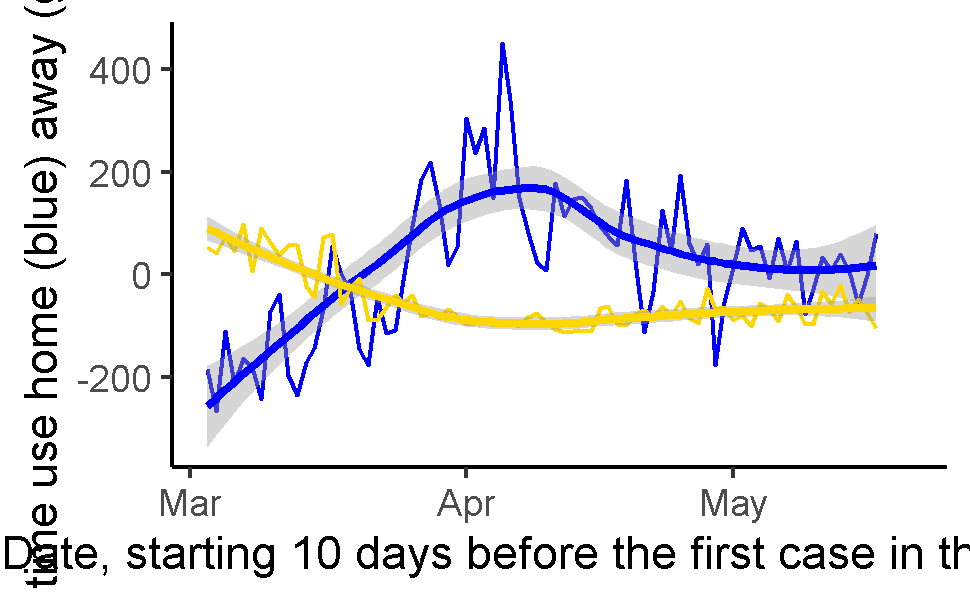 time use home (blue) away (
400
200
0
-200
Mar Apr May
Date, starting 10 days before the first case in th